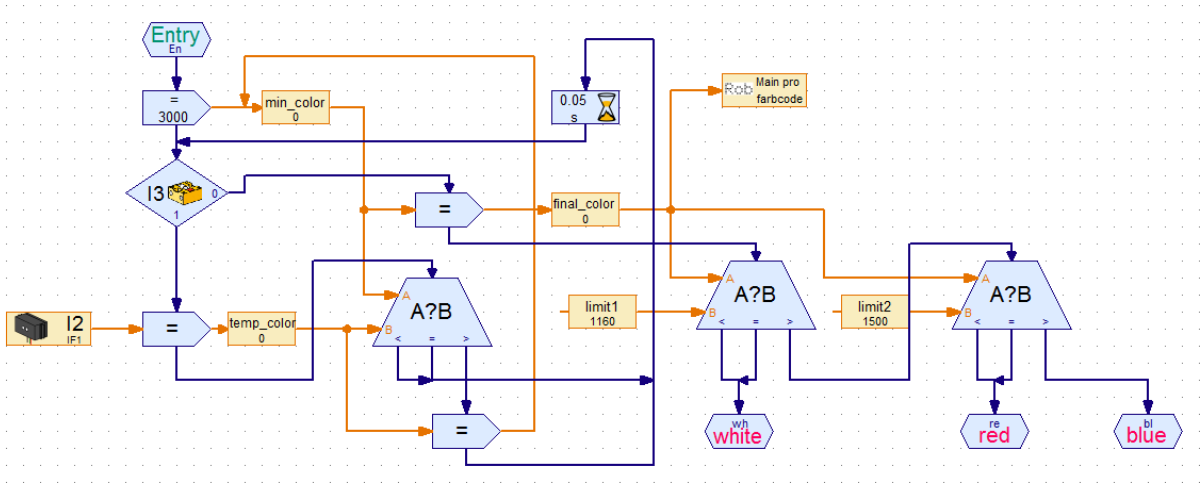 Entry
En
=
3000
min_color
0
0.05
s
Rob
Main pro
farbcode
I3
0
1
=
final_color
0
I2
IF1
=
temp_color
0
A?B
A
B
<
=
>
limit1
1160
A?B
A
B
<
=
>
limit2
1500
A?B
A
B
<
=
>
=
wh
white
re
red
bl
blue